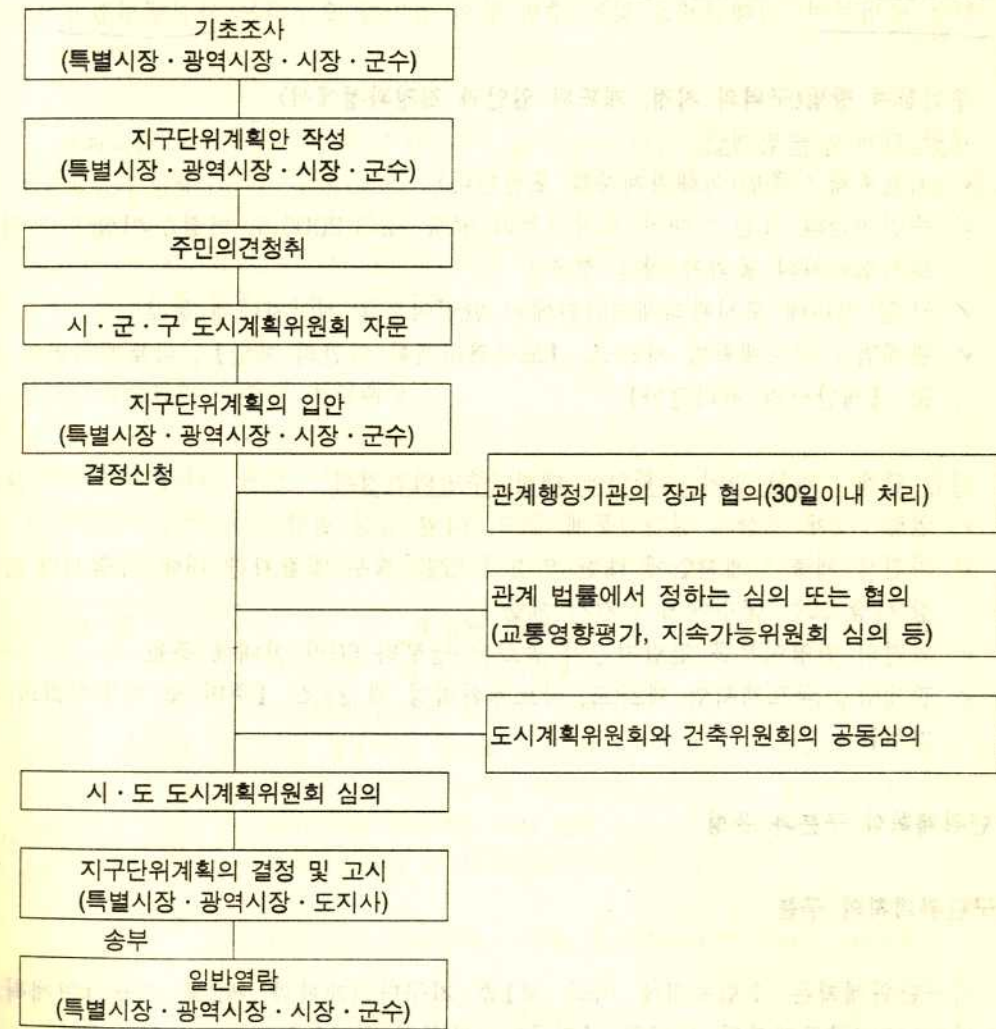 기초조사
(특별시장 · 광역시장 · 시장 · 군수)
지구단위계획안 작성
(특별시장 · 광역시장 · 시장 · 군수)
주민의견청취
시 · 군 · 구 도시계획위원회 자문
지구단위계획의 입안
(특별시장 · 광역시장 · 시장 · 군수)
결정신청
관계행정기관의 장과 협의(30일이내 처리)
관계 법률에서 정하는 심의 또는 협의
(교통영향평가, 지속가능위원회 심의 등)
도시계획위원회와 건축위원회의 공동심의
시 · 도 도시계획위원회 심의
지구단위계획의 결정 및 고시
(특별시장 · 광역시장 · 도지사)
송부
일반열람
(특별시장 · 광역시장 · 시장 · 군수)